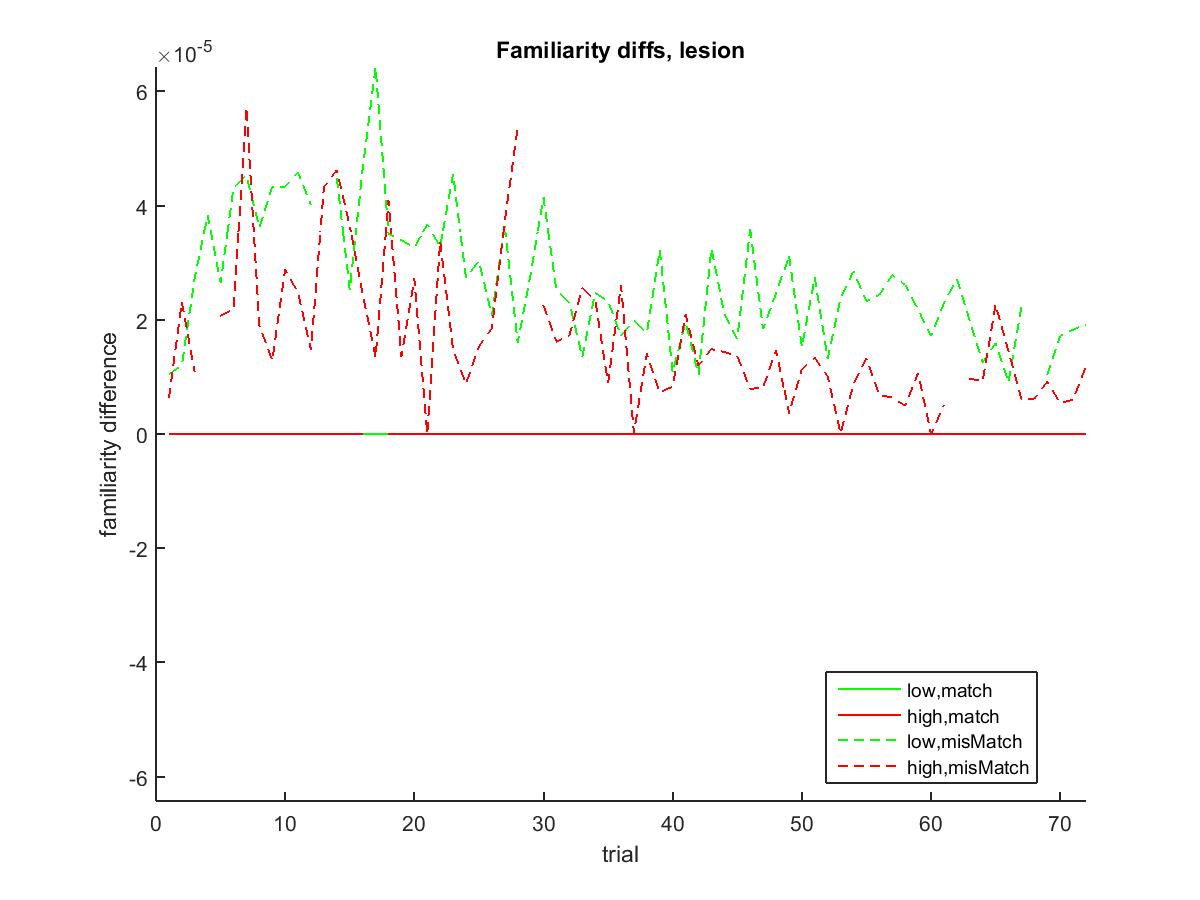 ×10-5
Familiarity diffs, lesion
6
4
2
0
-2
-4
-6
familiarity difference
low,match
high,match
low,misMatch
high,misMatch
0 10 20 30 40 50 60 70
trial